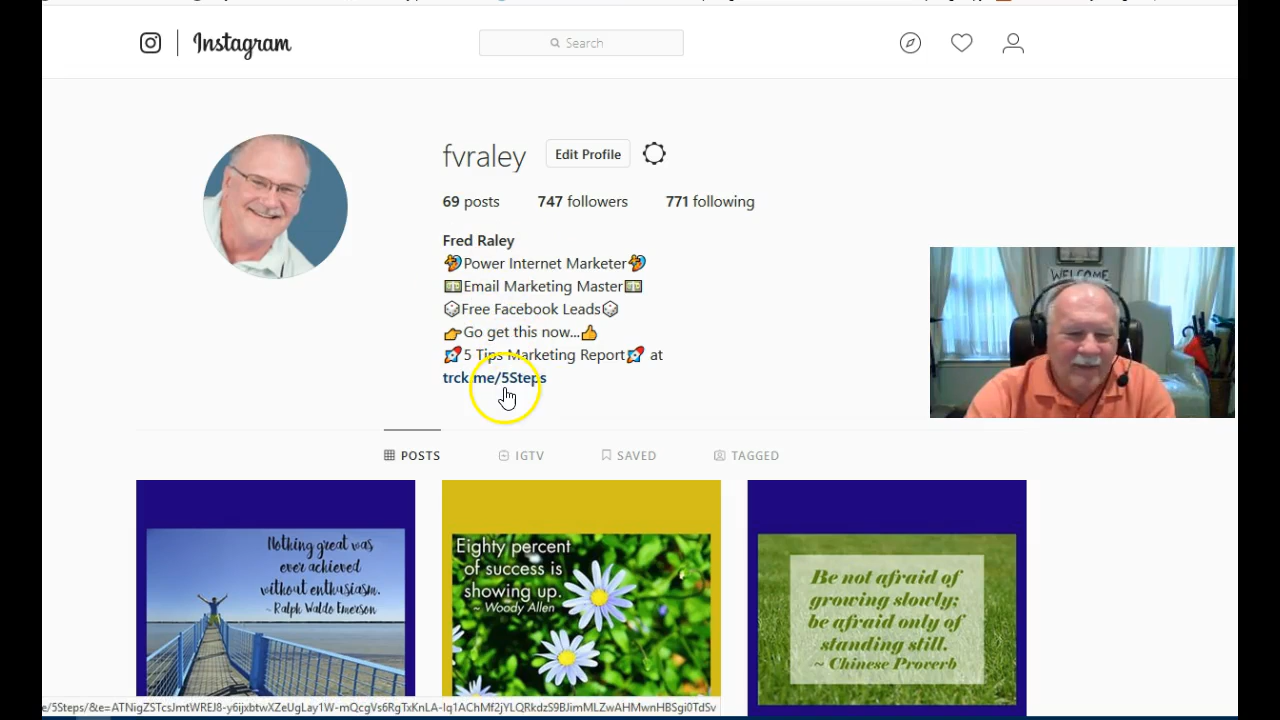 Instagram
Search
fvraley
Edit Profile
69 posts 747 followers 771 following
Fred Raley
Power Internet Marketer
Email Marketing Master
Free Facebook Leads
Go get this now...
5 Tips Marketing Report at
trck.me/5Steps
WELCOME
POSTS IGTV SAVED TAGGED
Nothing great was
ever achieved
without enthusiasm.
~ Ralph Waldo Emerson
Eighty percent
of success is
showing up.
~ Woody Allen
Be not afraid of
growing slowly;
be afraid only of
standing still.
~ Chinese Proverb